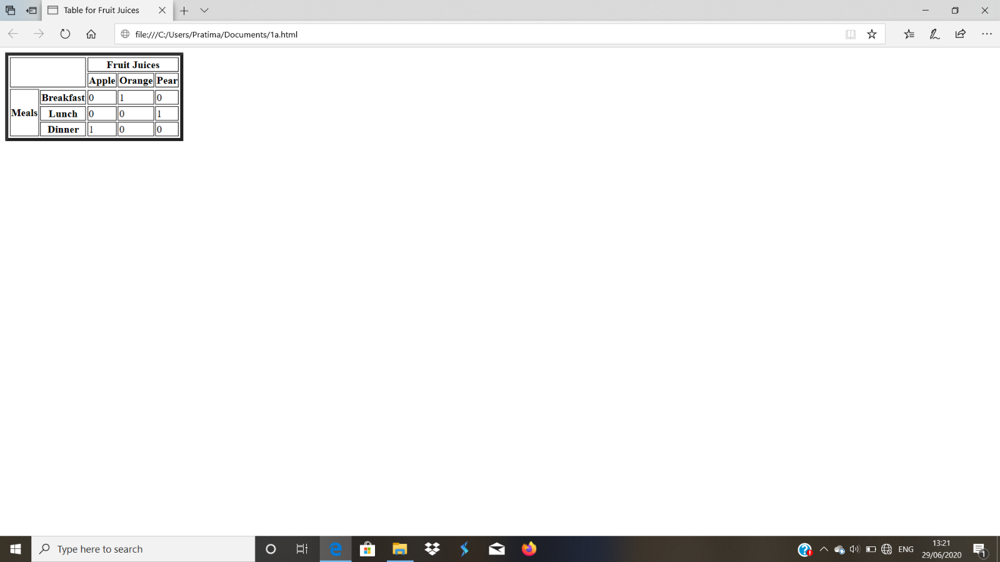 Table for Fruit Juices
file:///C:/Users/Pratima/Documents/1a.html
Fruit Juices
Apple Orange Pear
Breakfast 0 1 0
Meals Lunch 0 0 1
Dinner 1 0 0
Type here to search
ENG
13:21
29/06/2020
1